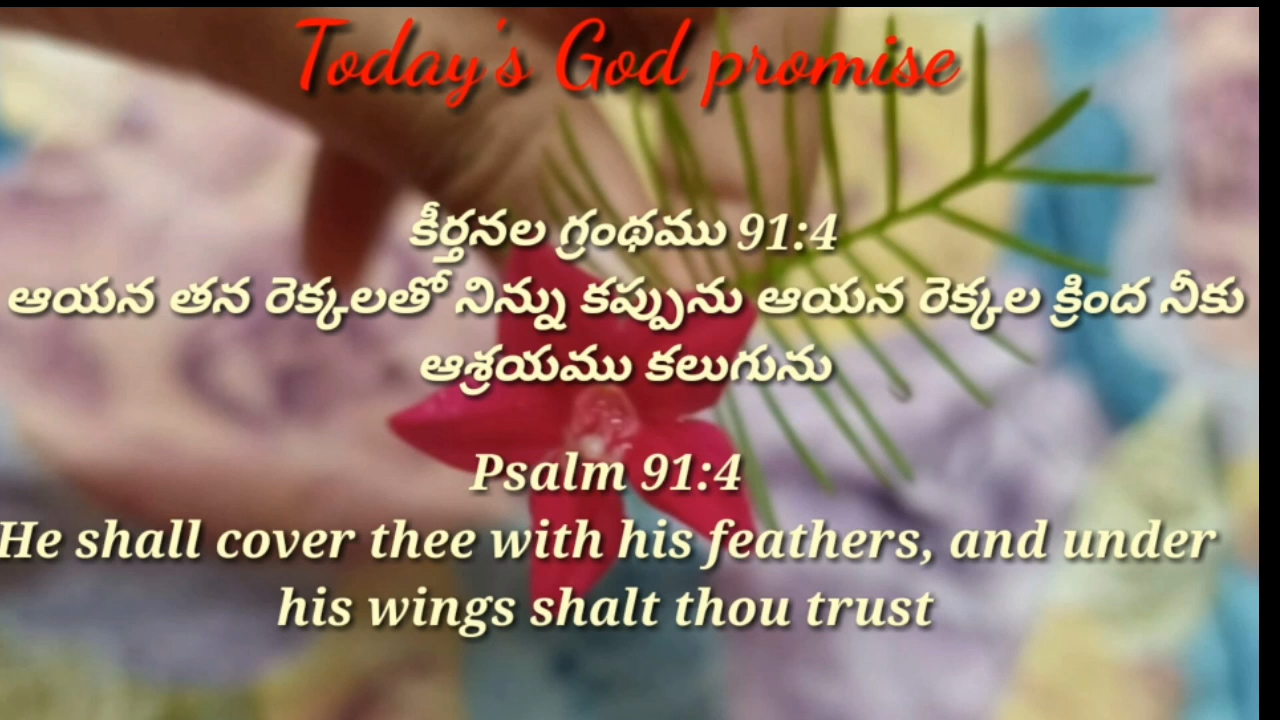 Today's God promise
కీర్తనల గ్రంథము 91:4
ఆయన తన రెక్కలతో నిన్ను కప్పును ఆయన రెక్కల క్రింద నీకు
ఆశ్రయము కలుగును
Psalm 91:4
He shall cover thee with his feathers, and under
his wings shalt thou trust